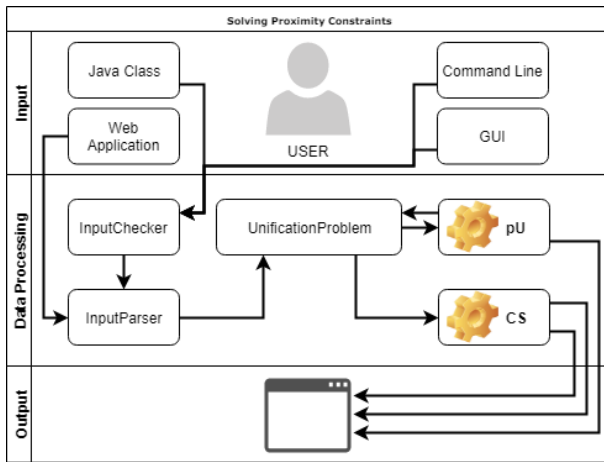 Solving Proximity Constraints
Input
Java Class
Command Line
Web
Application
USER
GUI
Data Processing
InputChecker
UnificationProblem
pU
InputParser
CS
Output